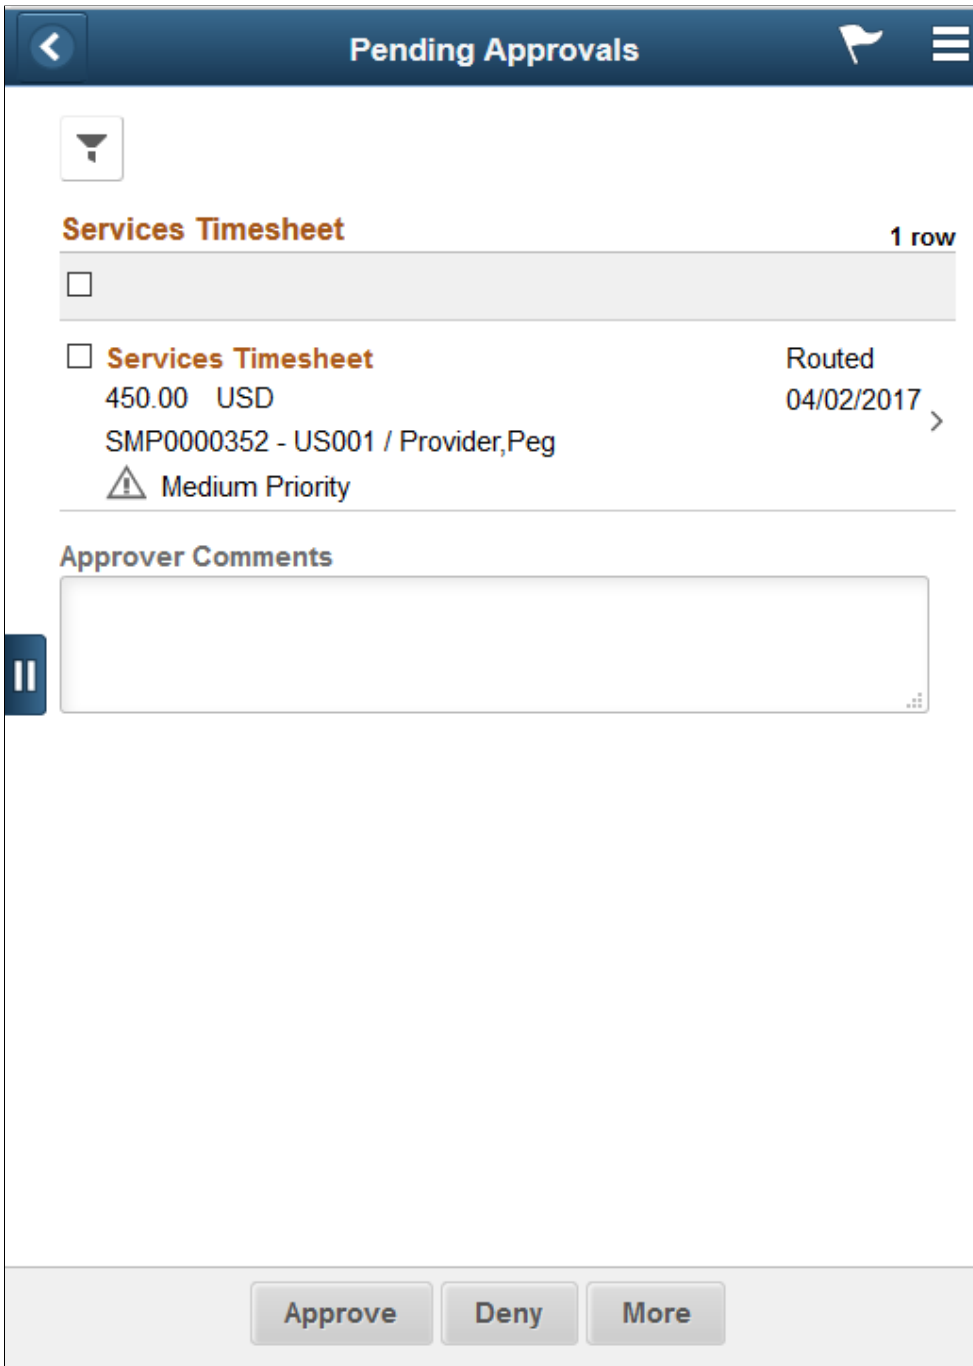 Pending Approvals
Services Timesheet
1 row
Services Timesheet Routed
450.00 USD 04/02/2017
SMP0000352 - US001 / Provider,Peg
Medium Priority
Approver Comments
Approve Deny More